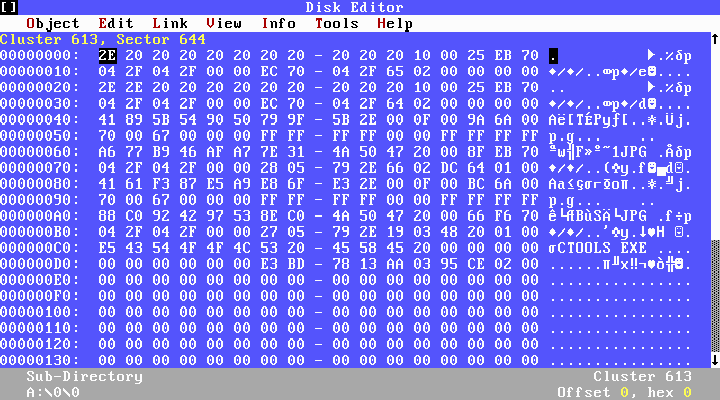 [ ] Disk Editor
Object Edit Link View Info Tools Help
Cluster 613, Sector 644
00000000: 2E 20 20 20 20 20 20 20 - 20 20 20 10 00 25 EB 70 . ►.%δp
00000010: 04 2F 04 2F 00 00 EC 70 - 04 2F 65 02 00 00 00 00 ♦/♦/..∞p♦/e☻....
00000020: 2E 2E 20 20 20 20 20 20 - 20 20 20 10 00 25 EB 70 .. ►.%δp
00000030: 04 2F 04 2F 00 00 EC 70 - 04 2F 64 02 00 00 00 00 ♦/♦/..∞p♦/d☻....
00000040: 41 89 5B 54 90 50 79 9F - 5B 2E 00 0F 00 9A 6A 00 Aë[TÉPyƒ[..☼.Üj.
00000050: 70 00 67 00 00 00 FF FF - FF FF 00 00 FF FF FF FF p.g... ..
00000060: A6 77 B9 46 AF A7 7E 31 - 4A 50 47 20 00 8F EB 70 ªw╣F»º~1JPG .Åδp
00000070: 04 2F 04 2F 00 00 28 05 - 79 2E 66 02 DC 64 01 00 ♦/♦/..(♣y.f☻▄d☺.
00000080: 41 61 F3 87 E5 A9 E8 6F - E3 2E 00 0F 00 BC 6A 00 Aa≤çσ⌐Φoπ..☼.╝j.
00000090: 70 00 67 00 00 00 FF FF - FF FF 00 00 FF FF FF FF p.g... ..
000000A0: 88 C0 92 42 97 53 8E C0 - 4A 50 47 20 00 66 F6 70 ê└ÆBùSÄ└JPG .f÷p
000000B0: 04 2F 04 2F 00 00 27 05 - 79 2E 19 03 48 20 01 00 ♦/♦/..'♣y.↓♥H ☺.
000000C0: E5 43 54 4F 4F 4C 53 20 - 45 58 45 20 00 00 00 00 σCTOOLS EXE ....
000000D0: 00 00 00 00 00 00 E3 BD - 78 13 AA 03 95 CE 02 00 ......π╜x‼¬♥ò╬☻.
000000E0: 00 00 00 00 00 00 00 00 - 00 00 00 00 00 00 00 00 ................
000000F0: 00 00 00 00 00 00 00 00 - 00 00 00 00 00 00 00 00 ................
00000100: 00 00 00 00 00 00 00 00 - 00 00 00 00 00 00 00 00 ................
00000110: 00 00 00 00 00 00 00 00 - 00 00 00 00 00 00 00 00 ................
00000120: 00 00 00 00 00 00 00 00 - 00 00 00 00 00 00 00 00 ................
00000130: 00 00 00 00 00 00 00 00 - 00 00 00 00 00 00 00 00 ................
Sub-Directory Cluster 613
A:\0\0 Offset 0, hex 0